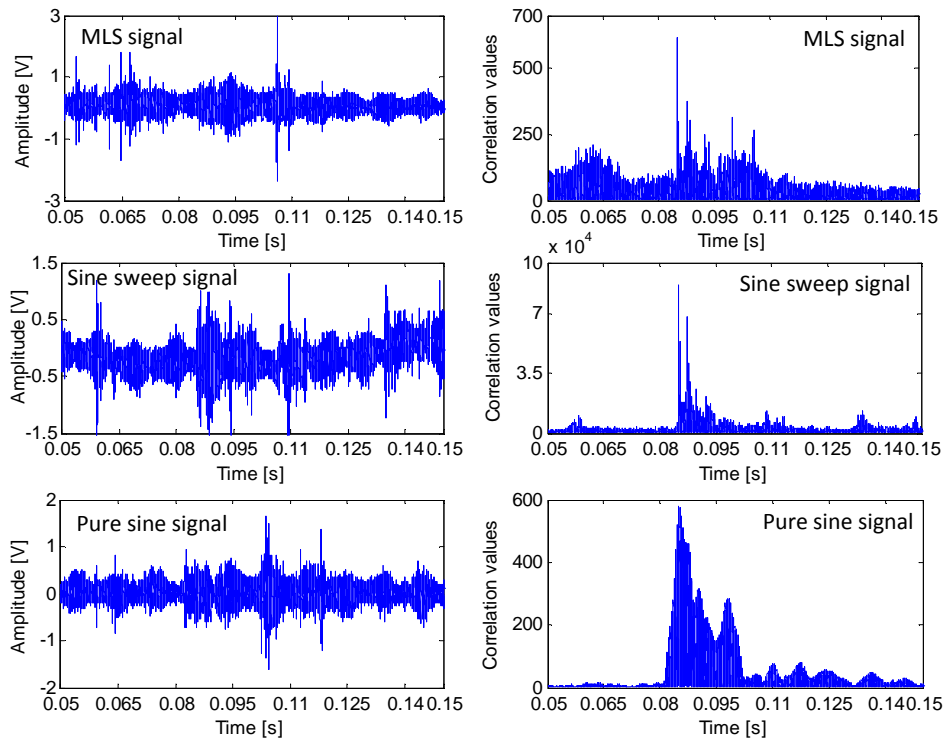 MLS signal
Amplitude [V]
3
1
-1
-3
0.05 0.065 0.08 0.095 0.11 0.125 0.140.15
Time [s]
MLS signal
Correlation values
700
500
250
0
0.05 0.065 0.08 0.095 0.11 0.125 0.140.15
Time [s]
Sine sweep signal
Amplitude [V]
1.5
0.5
-0.5
-1.5
0.05 0.065 0.08 0.095 0.11 0.125 0.140.15
Time [s]
x 10^4
Sine sweep signal
Correlation values
10
7
3.5
0
0.05 0.065 0.08 0.095 0.11 0.125 0.140.15
Time [s]
Pure sine signal
Amplitude [V]
2
1
0
-1
-2
0.05 0.065 0.08 0.095 0.11 0.125 0.140.15
Time [s]
Pure sine signal
Correlation values
600
400
200
0
0.05 0.065 0.08 0.095 0.11 0.125 0.140.15
Time [s]